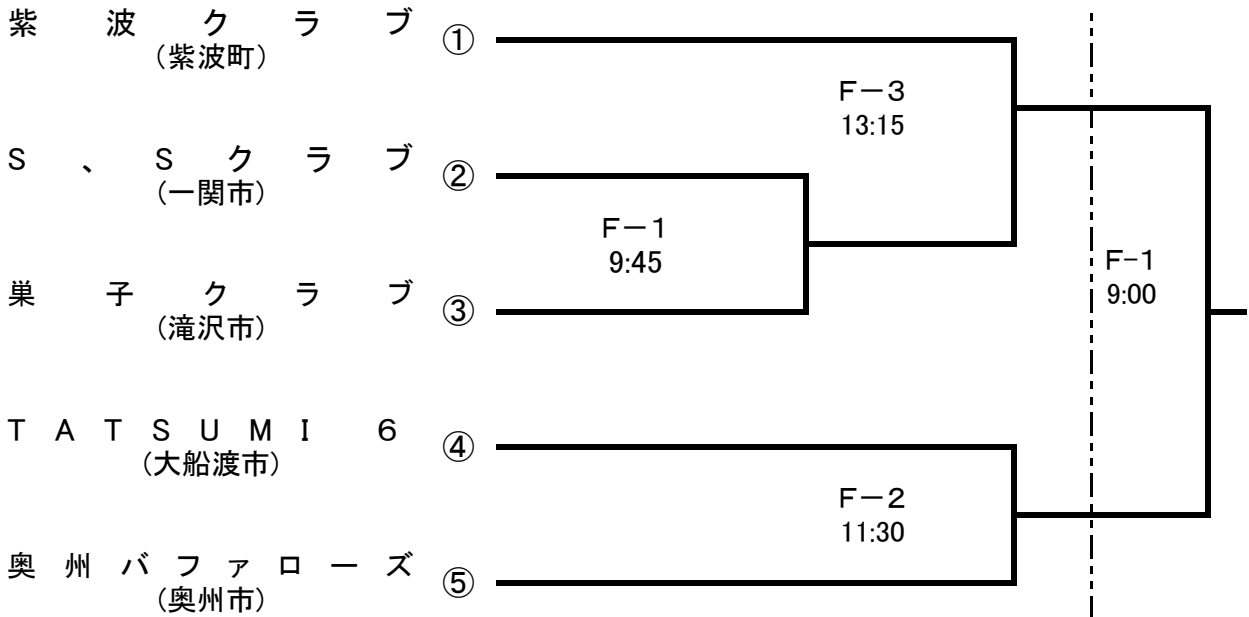 紫波クラブ
(紫波町)
①
F－3
13:15
S、Sクラブ
(一関市)
②
F－1
9:45
F-1
9:00
巣子クラブ
(滝沢市)
③
TATSUMI 6
(大船渡市)
④
F－2
11:30
奥州バファローズ
(奥州市)
⑤